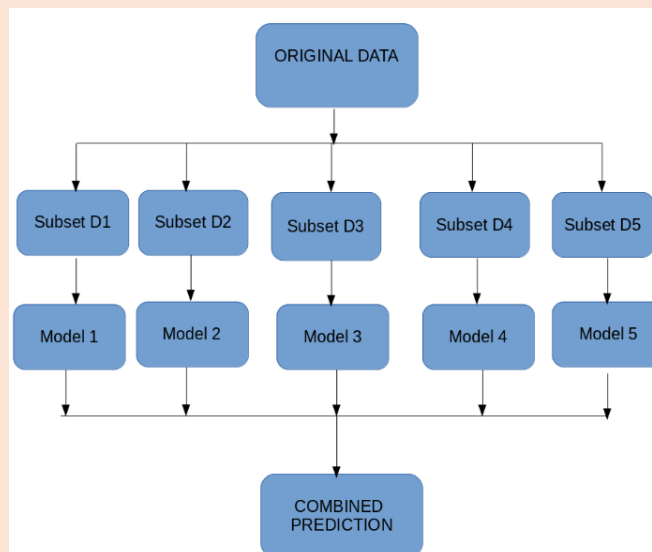 ORIGINAL DATA
Subset D1
Subset D2
Subset D3
Subset D4
Subset D5
Model 1
Model 2
Model 3
Model 4
Model 5
COMBINED
PREDICTION